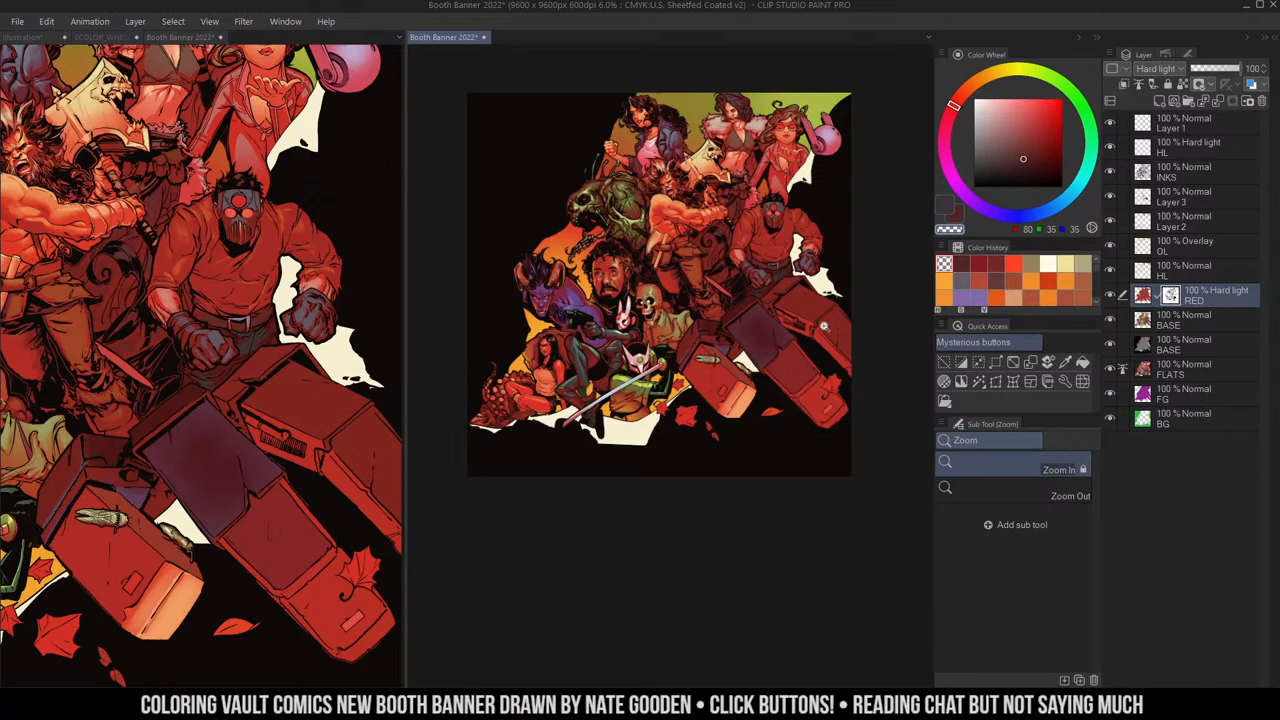 Booth Banner 2022* (9600 x 9600px 600dpi 6.0% : CMYK:U.S. Sheetfed Coated v2) - CLIP STUDIO PAINT PRO
File Edit Animation Layer Select View Filter Window Help
Illustration* Booth Banner 2022* Booth Banner 2022*
Color Wheel
Layer
Hard light 100
100 % Normal
Layer 1
100 % Hard light
HL
100 % Normal
INKS
100 % Normal
Layer 3
100 % Normal
Layer 2
100 % Overlay
OL
100 % Normal
HL
100 % Hard light
RED
100 % Normal
BASE
100 % Normal
BASE
100 % Normal
FLATS
100 % Normal
FG
100 % Normal
BG
80 35 35
Color History
H S V
Quick Access
Mysterious buttons
Sub Tool [Zoom]
Zoom
Zoom In
Zoom Out
Add sub tool
COLORING VAULT COMICS NEW BOOTH BANNER DRAWN BY NATE GOODEN • CLICK BUTTONS! • READING CHAT BUT NOT SAYING MUCH